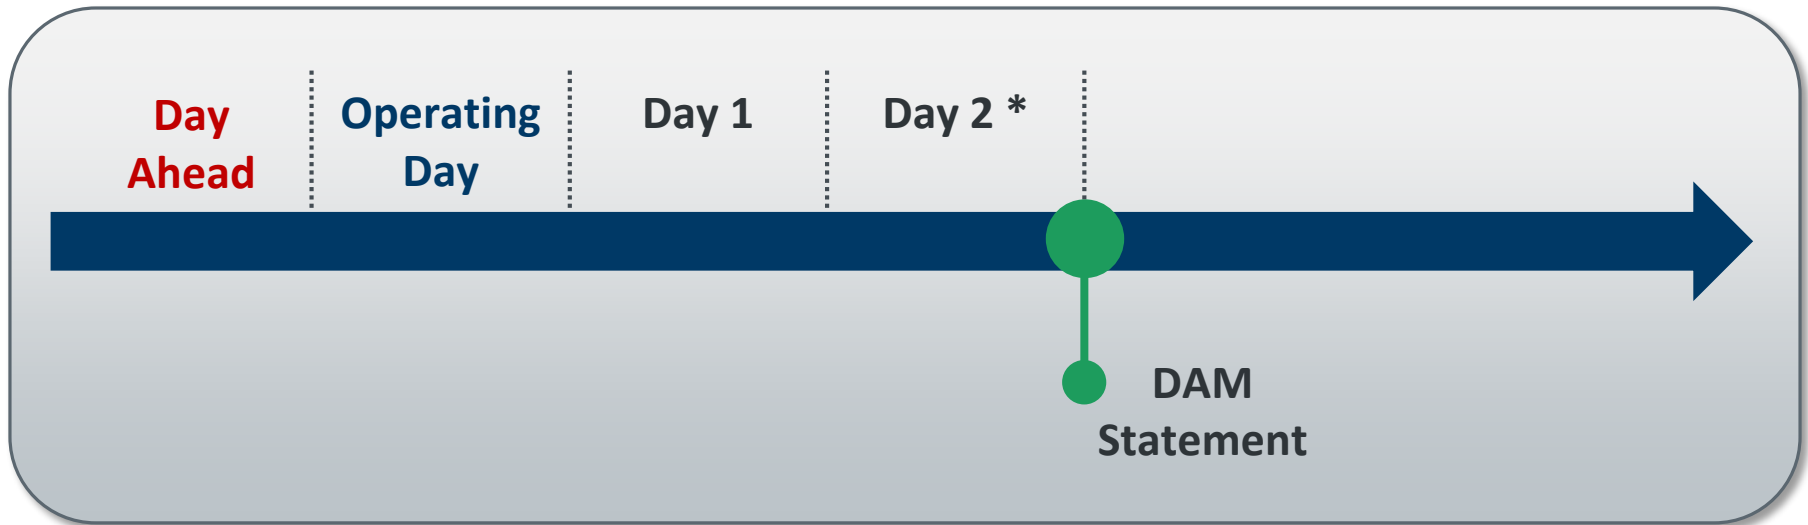 Day
Ahead
Operating
Day
Day 1
Day 2 *
DAM
Statement